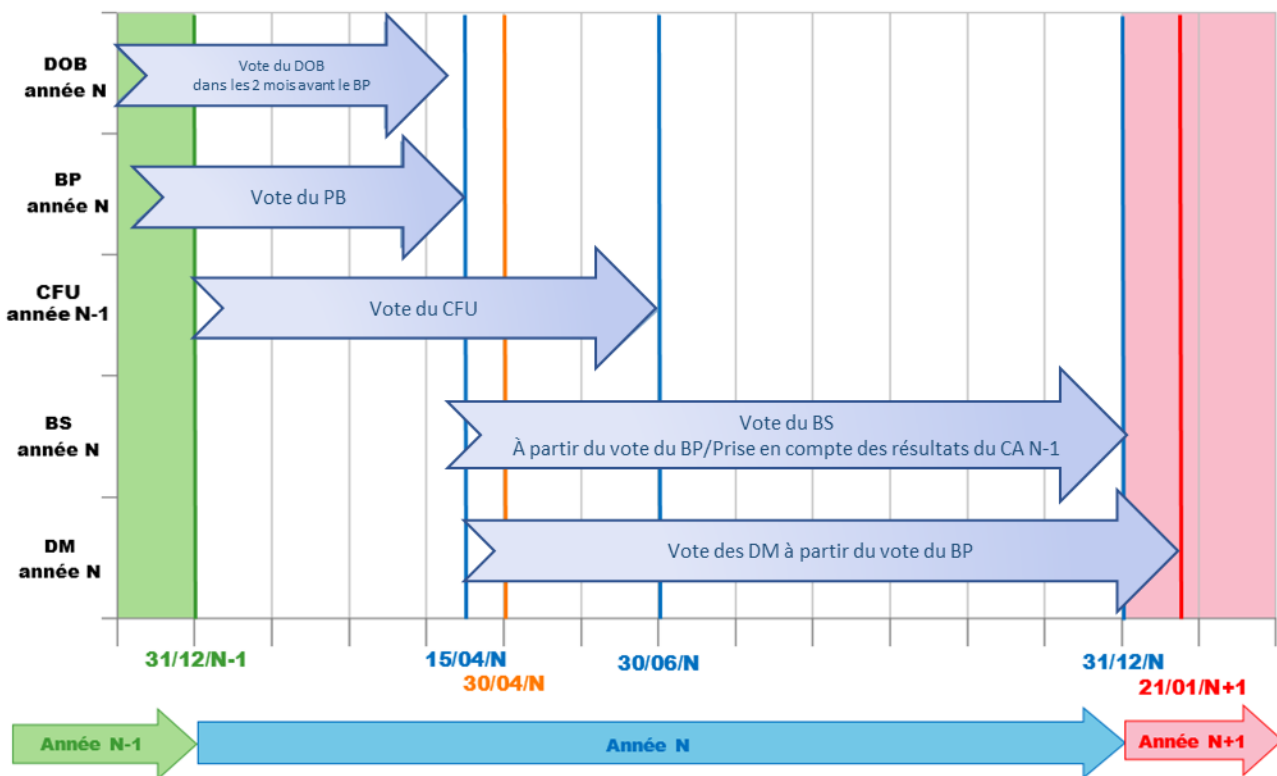 DOB
année N
Vote du DOB
dans les 2 mois avant le BP
BP
année N
Vote du PB
CFU
année N-1
Vote du CFU
BS
année N
Vote du BS
À partir du vote du BP/Prise en compte des résultats du CA N-1
DM
année N
Vote des DM à partir du vote du BP
31/12/N-1
15/04/N
30/04/N
30/06/N
31/12/N
21/01/N+1
Année N-1
Année N
Année N+1